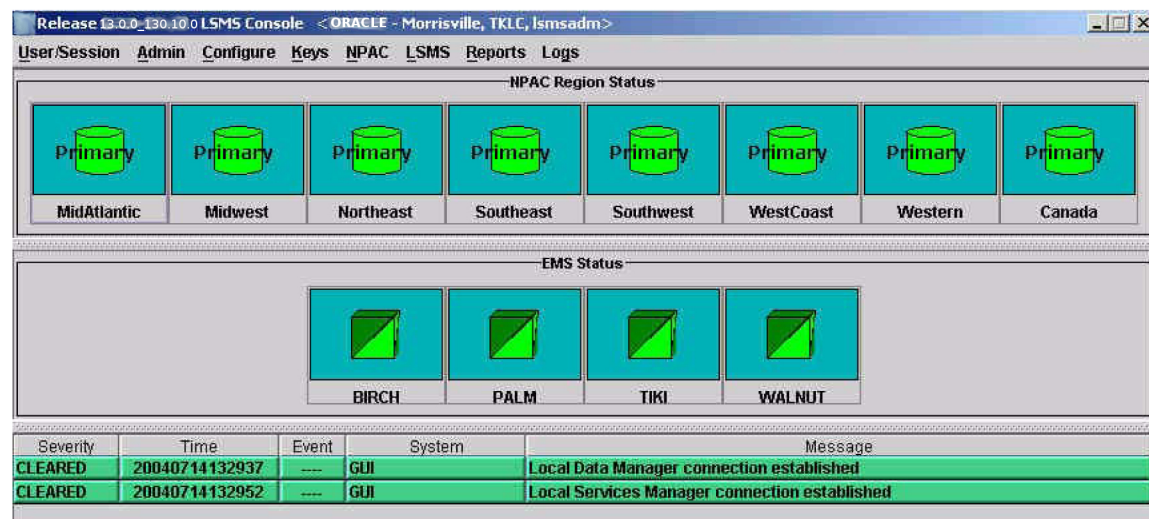 Release 13.0.0_130.10.0 LSMS Console <ORACLE - Morrisville, TKLC, lsmsadm>
User/Session Admin Configure Keys NPAC LSMS Reports Logs
NPAC Region Status
Primary Primary Primary Primary Primary Primary Primary Primary
MidAtlantic Midwest Northeast Southeast Southwest WestCoast Western Canada
EMS Status
BIRCH PALM TIKI WALNUT
Severity Time Event System Message
CLEARED 20040714132937 ---- GUI Local Data Manager connection established
CLEARED 20040714132952 ---- GUI Local Services Manager connection established